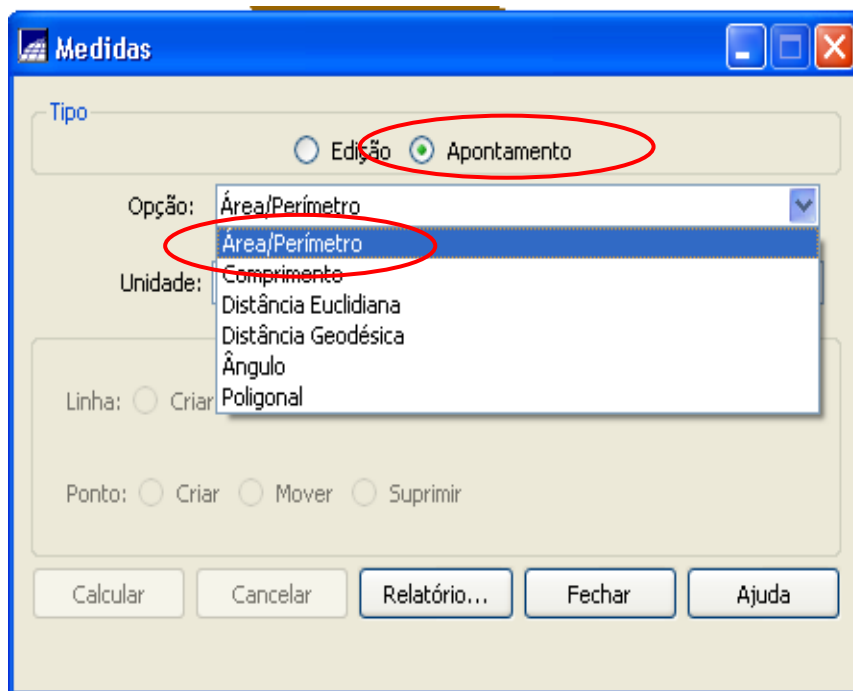 Medidas
Tipo
Edição Apontamento
Opção: Área/Perímetro
Área/Perímetro
Unidade: Comprimento
Distância Euclidiana
Distância Geodésica
Ângulo
Linha: Criar Poligonal
Ponto: Criar Mover Suprimir
Calcular Cancelar Relatório... Fechar Ajuda